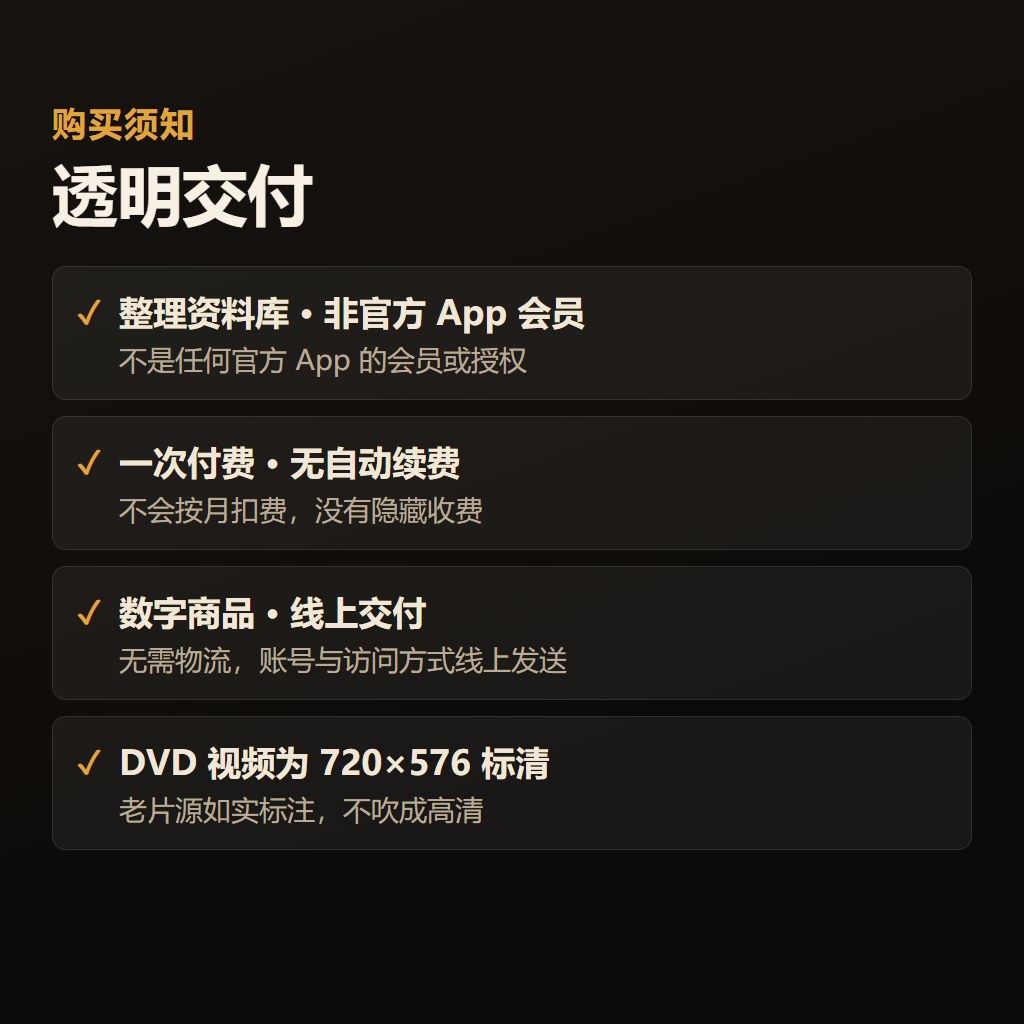 购买须知
透明交付
✓ 整理资料库 · 非官方 App 会员
不是任何官方 App 的会员或授权
✓ 一次付费 · 无自动续费
不会按月扣费，没有隐藏收费
✓ 数字商品 · 线上交付
无需物流，账号与访问方式线上发送
✓ DVD 视频为 720×576 标清
老片源如实标注，不吹成高清